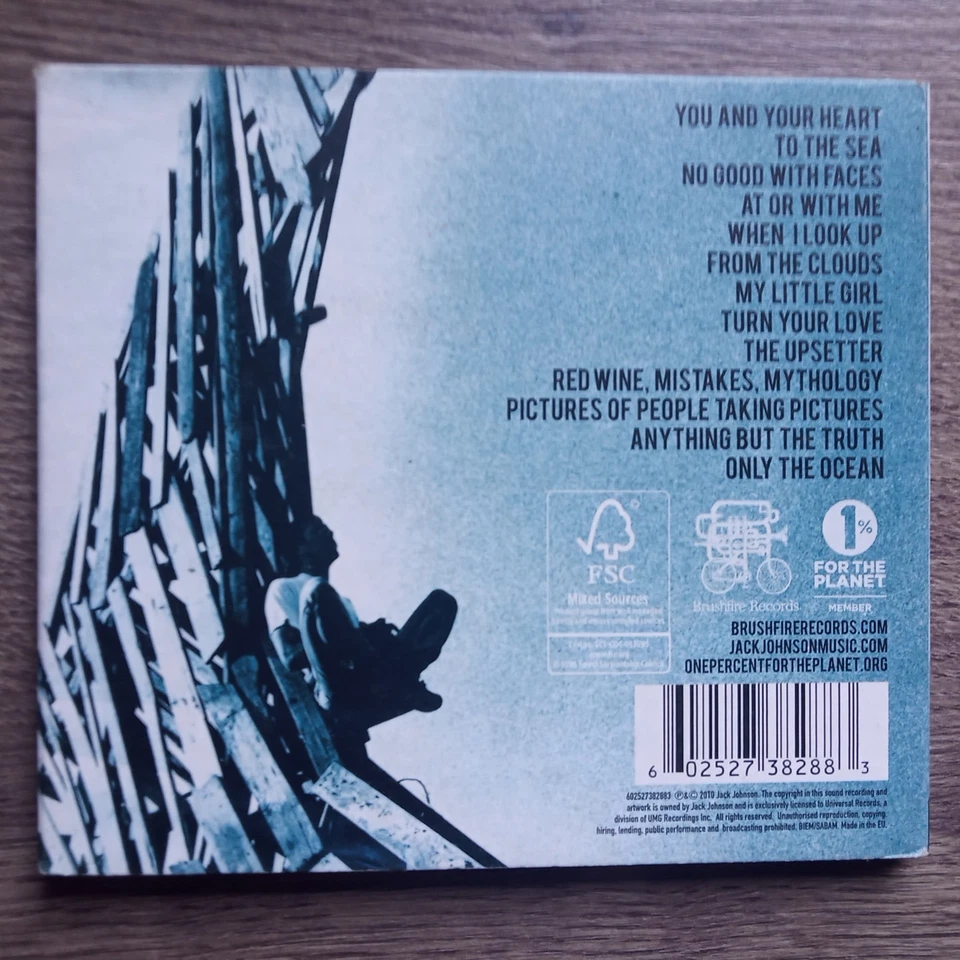 YOU AND YOUR HEART
TO THE SEA
NO GOOD WITH FACES
AT OR WITH ME
WHEN I LOOK UP
FROM THE CLOUDS
MY LITTLE GIRL
TURN YOUR LOVE
THE UPSETTER
RED WINE, MISTAKES, MYTHOLOGY
PICTURES OF PEOPLE TAKING PICTURES
ANYTHING BUT THE TRUTH
ONLY THE OCEAN
FSC
Mixed Sources
Brushfire Records
1%
FOR THE
PLANET
MEMBER
BRUSHFIRERECORDS.COM
JACKJOHNSONMUSIC.COM
ONEPERCENTFORTHEPLANET.ORG
6 02527 38288 3
602527382883 ℗&© 2010 Jack Johnson. The copyright in this sound recording and
artwork is owned by Jack Johnson and is exclusively licensed to Universal Records, a
division of UMG Recordings Inc. All rights reserved. Unauthorised reproduction, copying,
hiring, lending, public performance and broadcasting prohibited. BIEM/SABAM. Made in the EU.